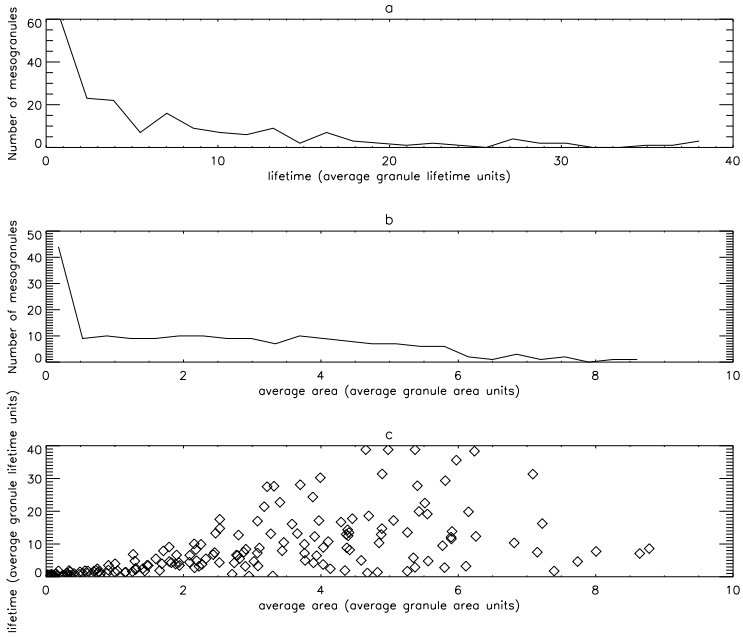 a
Number of mesogranules
60
40
20
0
0 10 20 30 40
lifetime (average granule lifetime units)
b
Number of mesogranules
50
40
30
20
10
0
0 2 4 6 8 10
average area (average granule area units)
c
lifetime (average granule lifetime units)
40
30
20
10
0
0 2 4 6 8 10
average area (average granule area units)